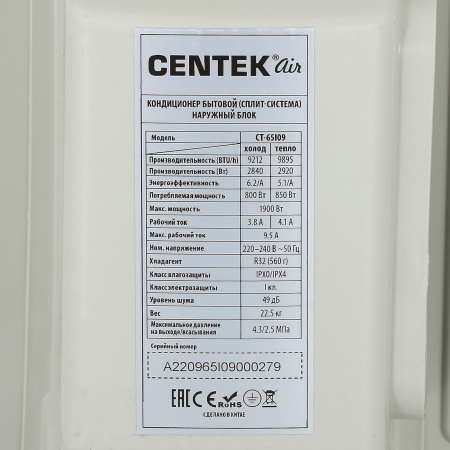 CENTEK® air
КОНДИЦИОНЕР БЫТОВОЙ (СПЛИТ-СИСТЕМА)
НАРУЖНЫЙ БЛОК
Модель CT-65I09
холод тепло
Производительность (BTU/h) 9212 9895
Производительность (Вт) 2840 2920
Энергоэффективность 6.2/A 5.1/A
Потребляемая мощность 800 Вт 850 Вт
Макс. мощность 1900 Вт
Рабочий ток 3.8 А 4.1 А
Макс. рабочий ток 9.5 А
Ном. напряжение 220–240 В ~50 Гц
Хладагент R32 (560 г)
Класс влагозащиты IPX0/IPX4
Класс электрозащиты I кл.
Уровень шума 49 дБ
Вес 22.5 кг
Максимальное давление
на выходе/всасывании 4.3/2.5 МПа
Серийный номер
A220965I09000279
EAC CE RoHS
СДЕЛАНО В КИТАЕ